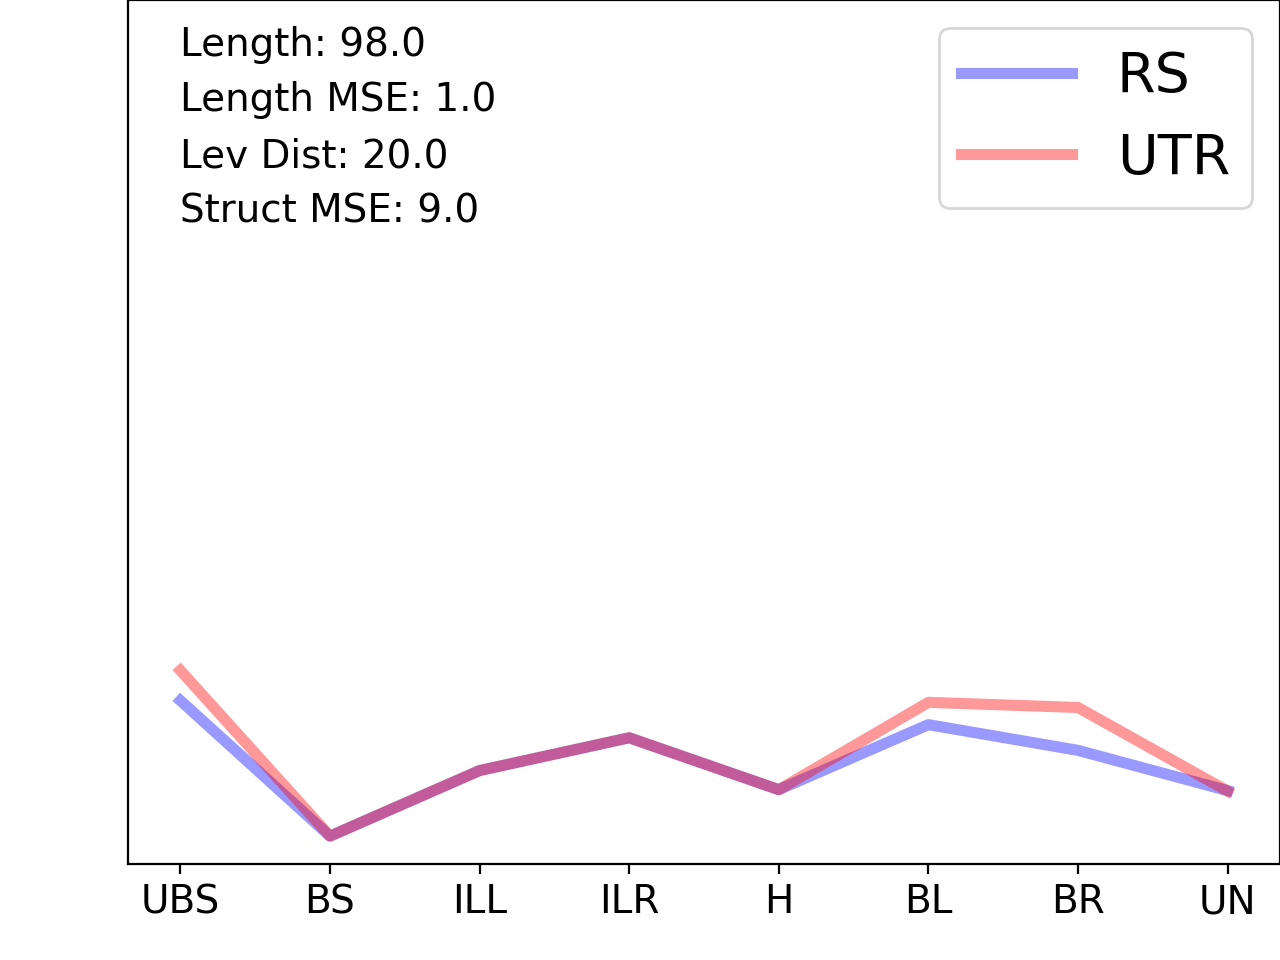 Length: 98.0
Length MSE: 1.0
Lev Dist: 20.0
Struct MSE: 9.0
RS
UTR
UBS BS ILL ILR H BL BR UN